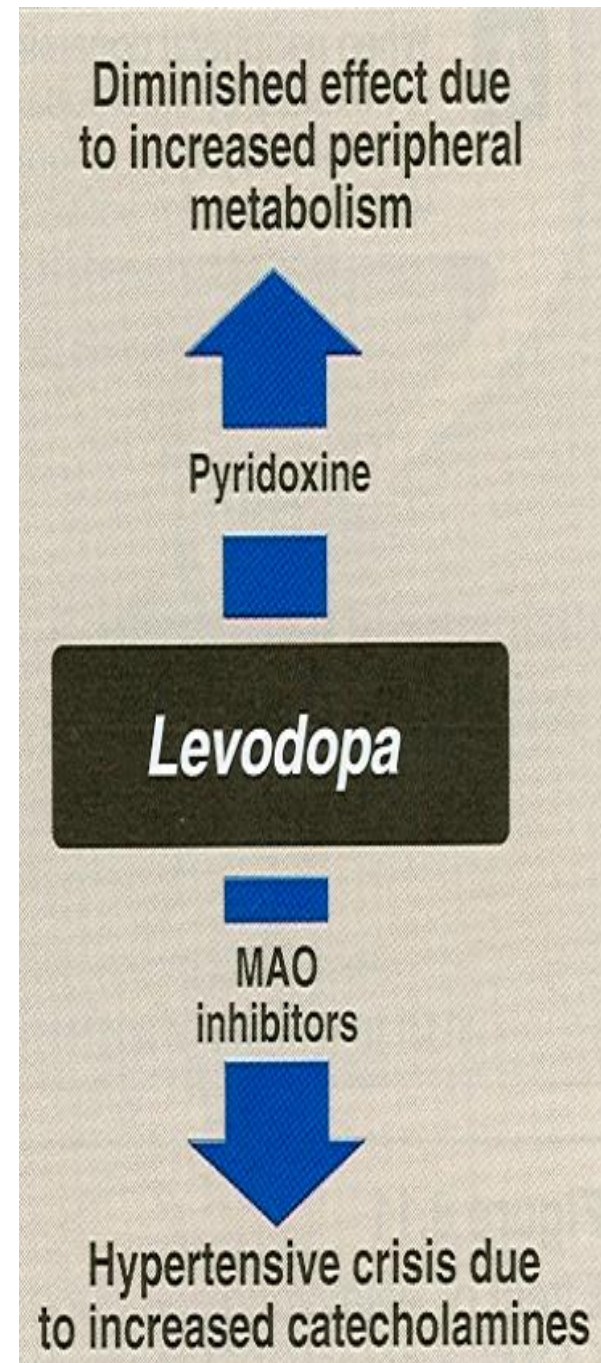 Diminished effect due
to increased peripheral
metabolism
Pyridoxine
Levodopa
MAO
inhibitors
Hypertensive crisis due
to increased catecholamines